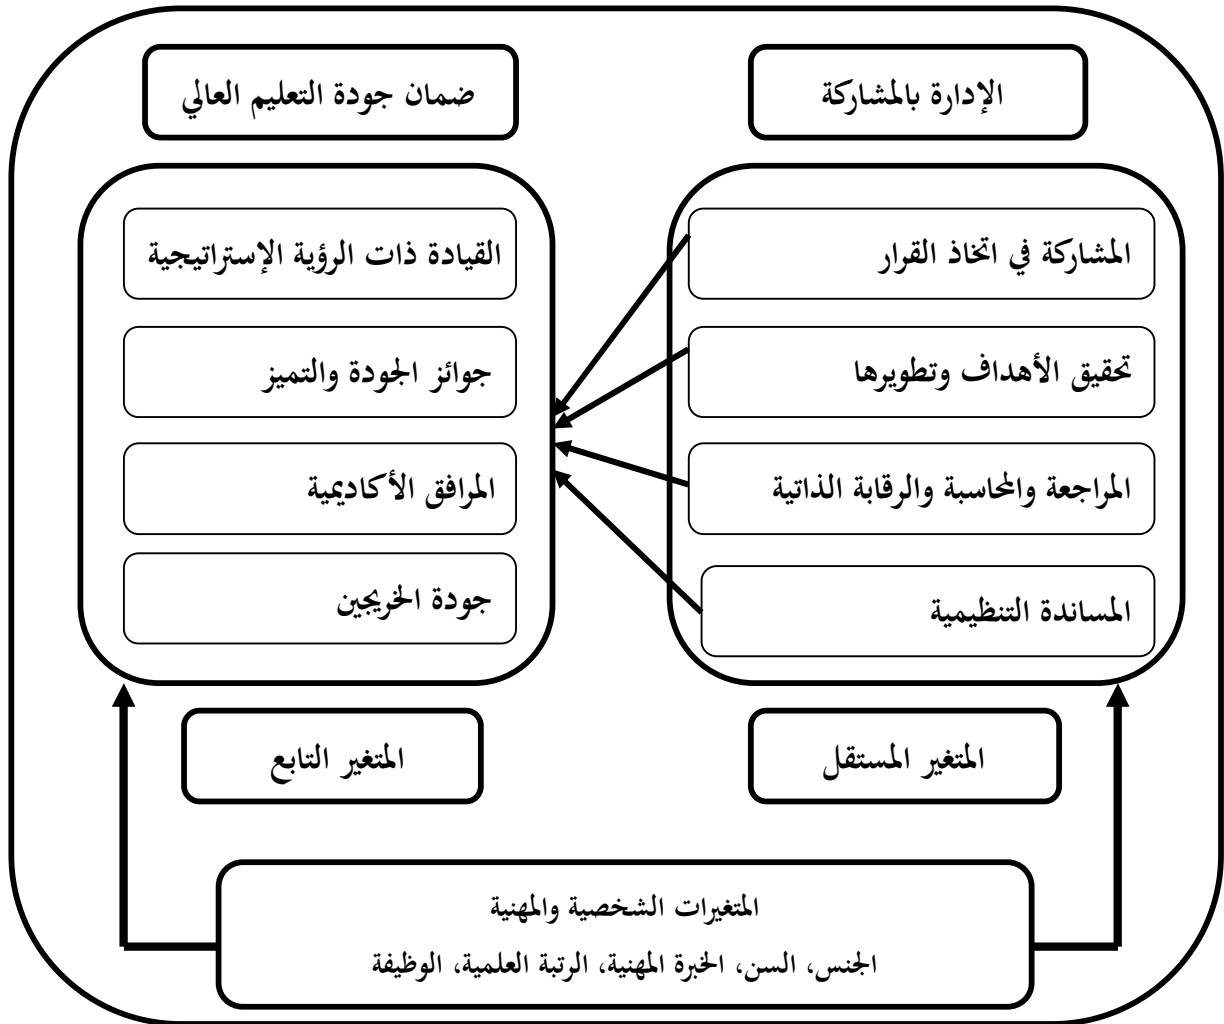 الإدارة بالمشاركة
ضمان جودة التعليم العالي
المشاركة في اتخاذ القرار
تحقيق الأهداف وتطويرها
المراجعة والمحاسبة والرقابة الذاتية
المساندة التنظيمية
القيادة ذات الرؤية الإستراتيجية
جوائز الجودة والتميز
المرافق الأكاديمية
جودة الخريجين
المتغير المستقل
المتغير التابع
المتغيرات الشخصية والمهنية
الجنس، السن، الخبرة المهنية، الرتبة العلمية، الوظيفة